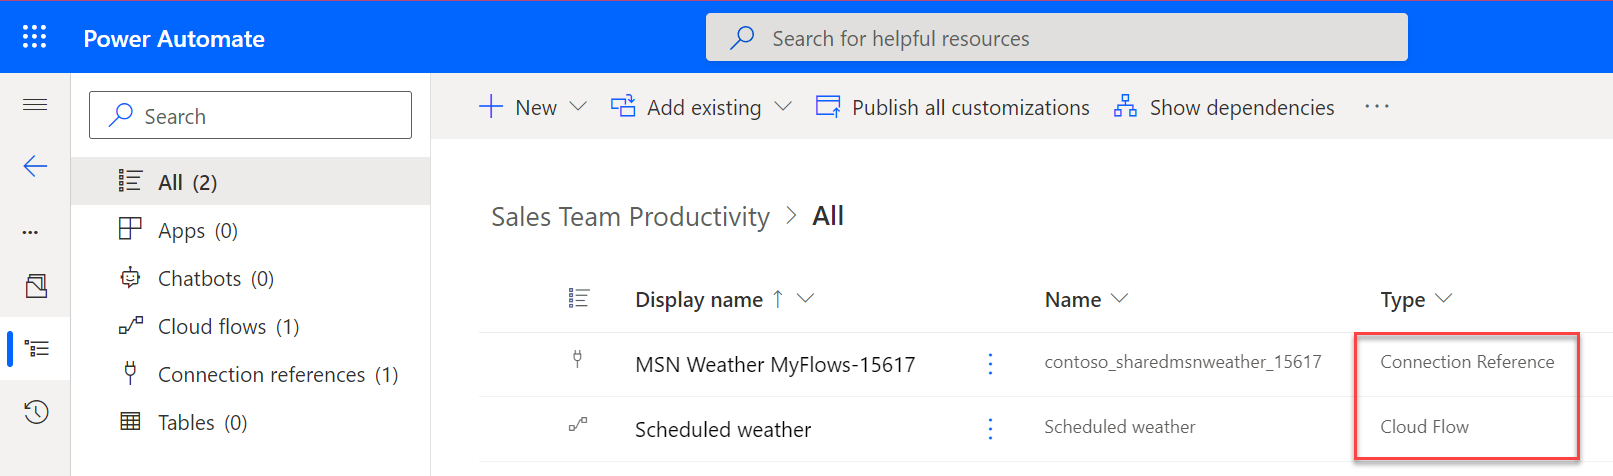 Power Automate
Search for helpful resources
Search
New
Add existing
Publish all customizations
Show dependencies
All (2)
Apps (0)
Chatbots (0)
Cloud flows (1)
Connection references (1)
Tables (0)
Sales Team Productivity > All
Display name Name Type
MSN Weather MyFlows-15617 contoso_sharedmsnweather_15617 Connection Reference
Scheduled weather Scheduled weather Cloud Flow